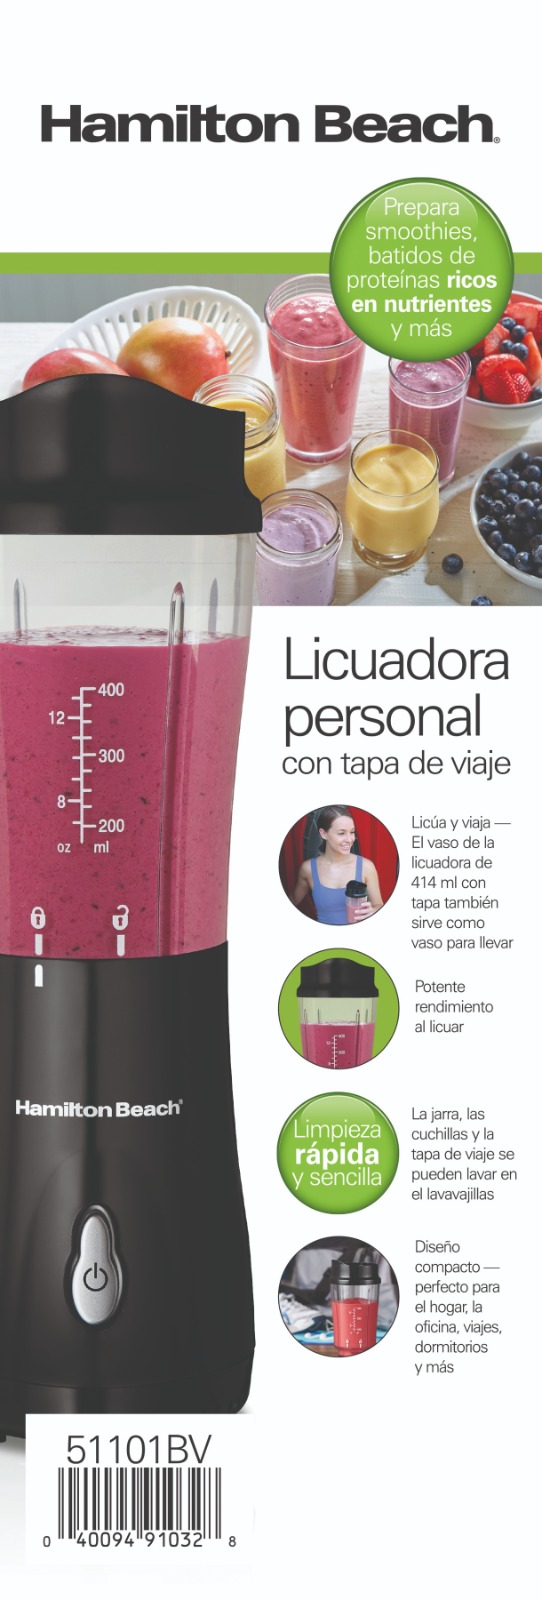 Hamilton Beach®
Prepara
smoothies,
batidos de
proteínas ricos
en nutrientes
y más
400
12
300
8
200
oz ml
Hamilton Beach®
Licuadora
personal
con tapa de viaje
Licúa y viaja —
El vaso de la
licuadora de
414 ml con
tapa también
sirve como
vaso para llevar
Potente
rendimiento
al licuar
Limpieza
rápida
y sencilla
La jarra, las
cuchillas y la
tapa de viaje se
pueden lavar en
el lavavajillas
Diseño
compacto —
perfecto para
el hogar, la
oficina, viajes,
dormitorios
y más
51101BV
0 40094 91032 8